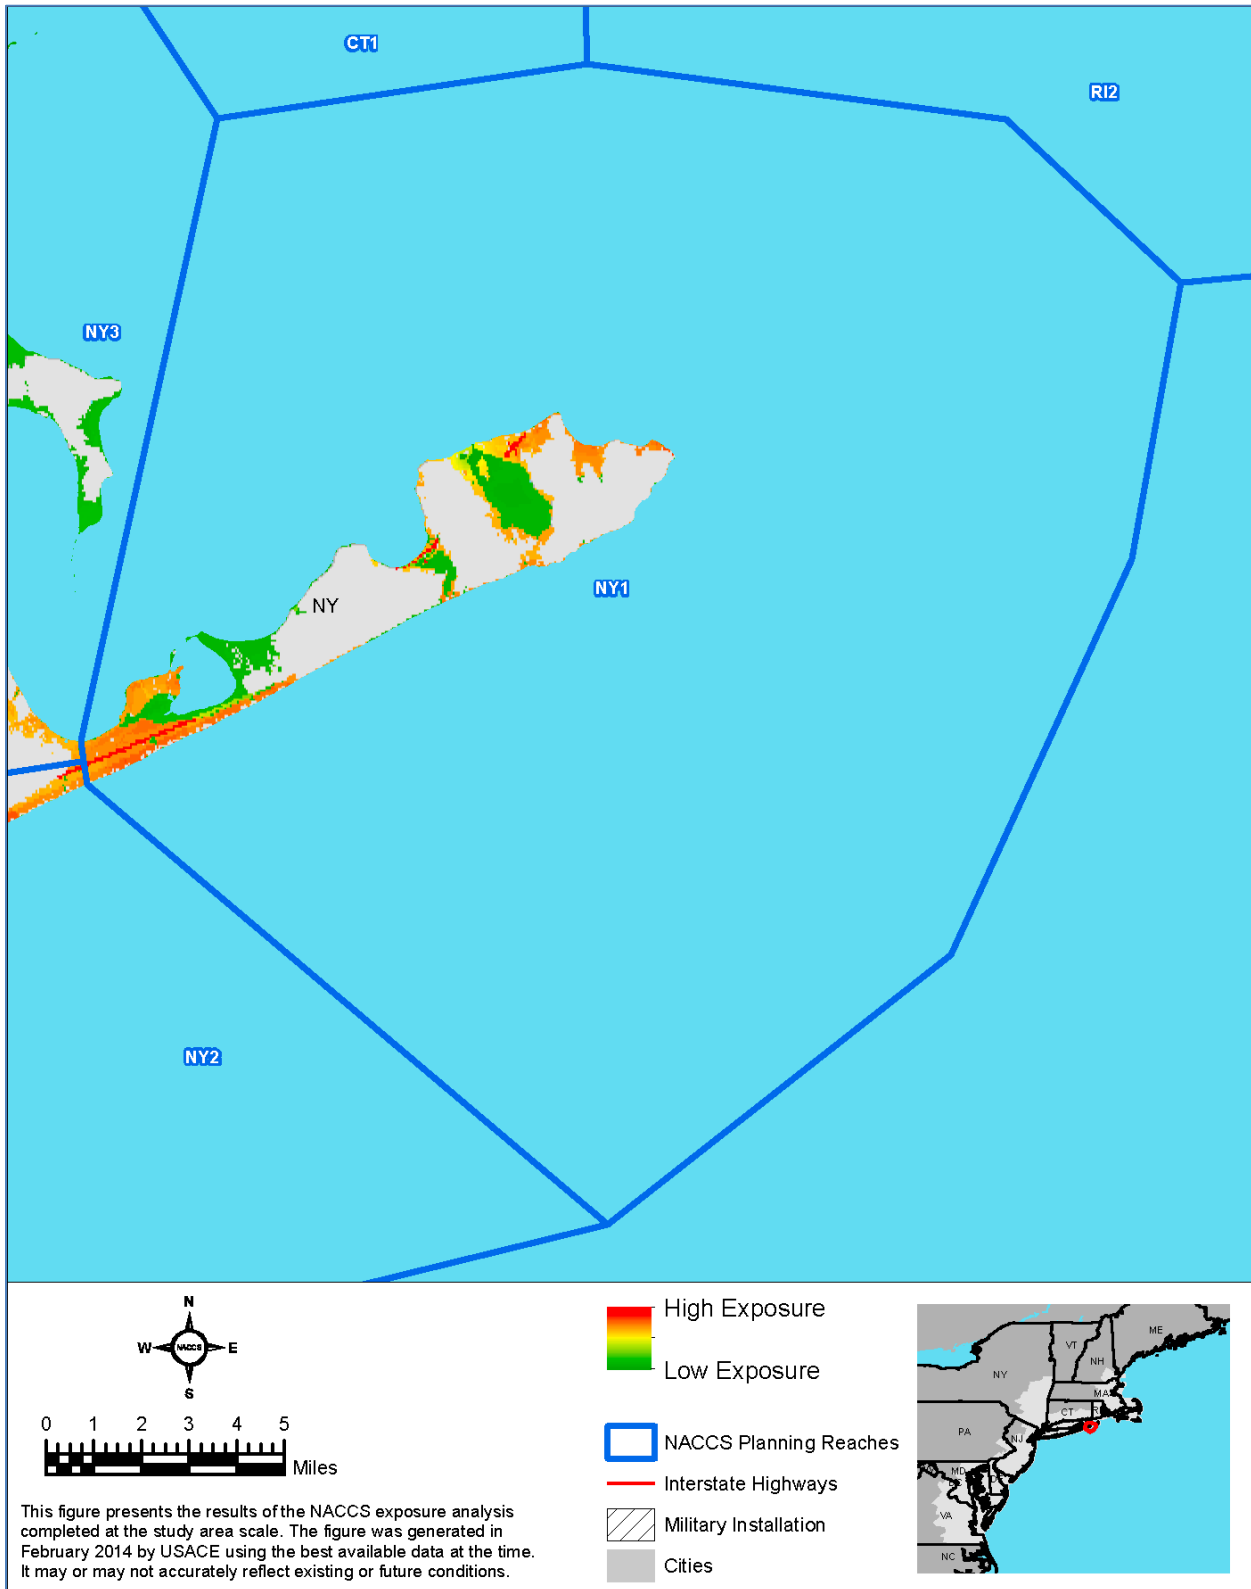 CT1
RI2
NY3
NY
NY1
NY2
N
W NACCS E
S
0 1 2 3 4 5
Miles
This figure presents the results of the NACCS exposure analysis
completed at the study area scale. The figure was generated in
February 2014 by USACE using the best available data at the time.
It may or may not accurately reflect existing or future conditions.
High Exposure
Low Exposure
NACCS Planning Reaches
Interstate Highways
Military Installation
Cities
ME
VT
NH
NY
MA
CT
PA
NJ
MD
VA
NC